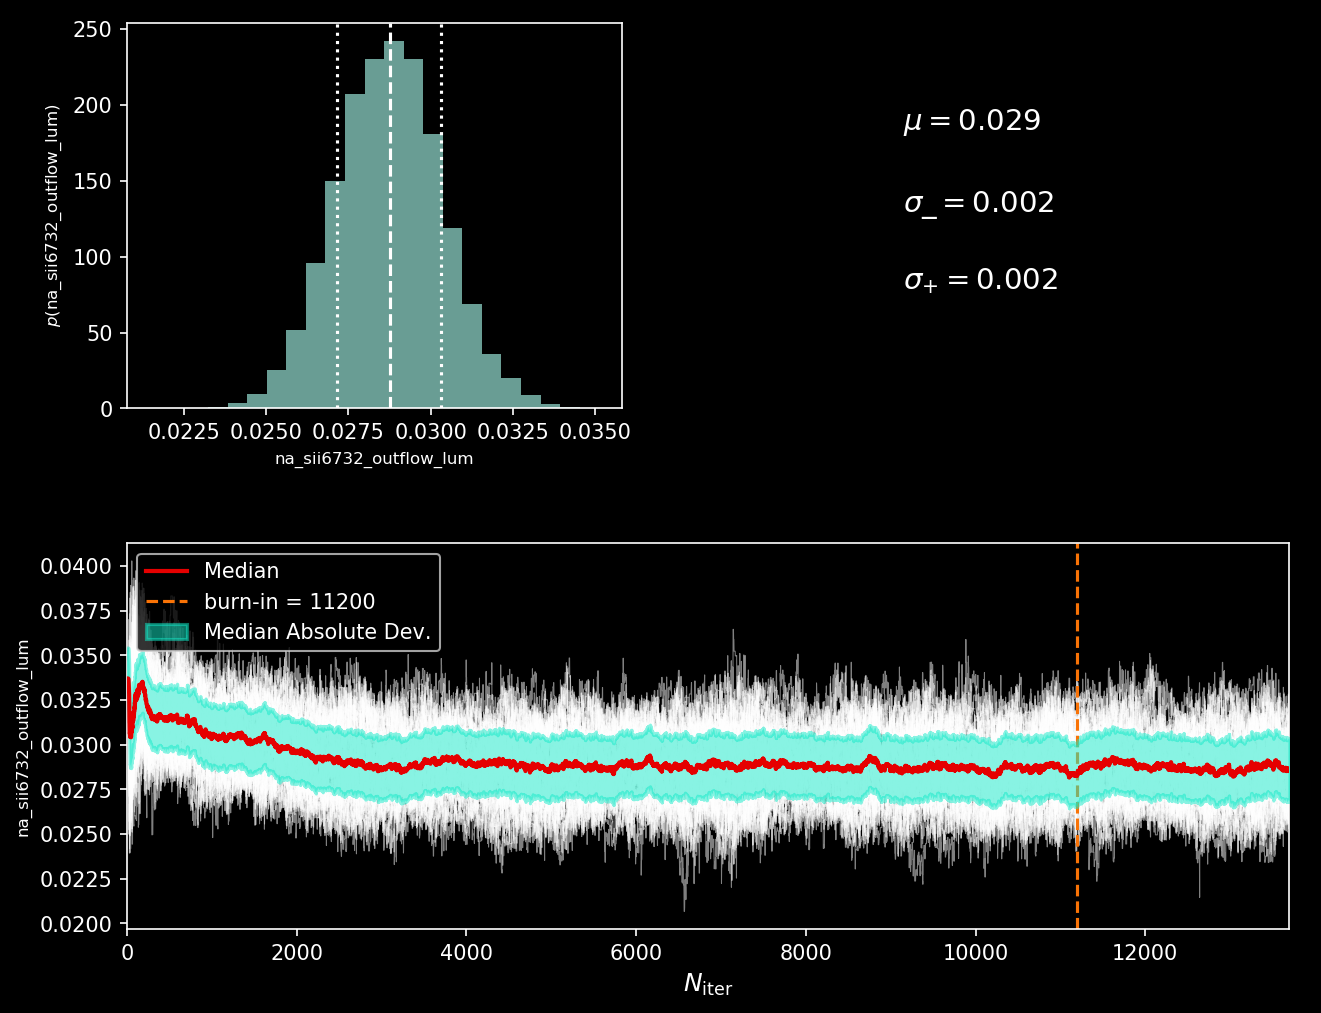 250
200
150
100
50
0
p(na_sii6732_outflow_lum)
0.0225 0.0250 0.0275 0.0300 0.0325 0.0350
na_sii6732_outflow_lum
μ = 0.029
σ₋ = 0.002
σ₊ = 0.002
0.0400
0.0375
0.0350
0.0325
0.0300
0.0275
0.0250
0.0225
0.0200
na_sii6732_outflow_lum
Median
burn-in = 11200
Median Absolute Dev.
0 2000 4000 6000 8000 10000 12000
N_iter